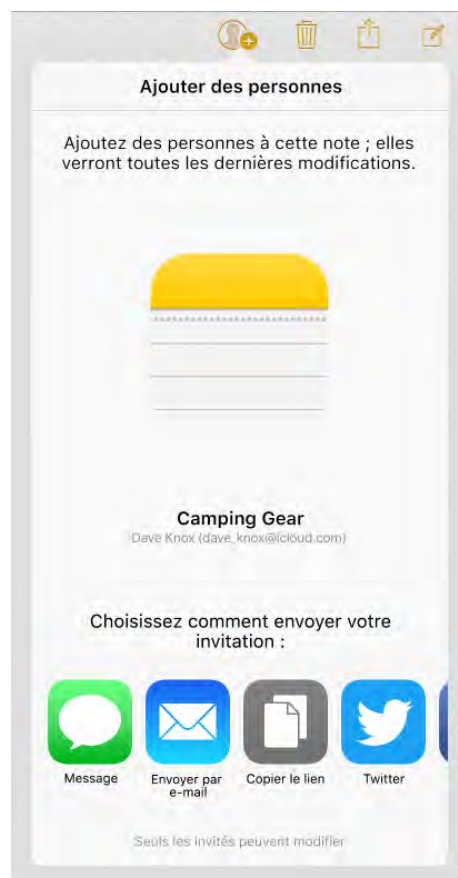 Ajouter des personnes
Ajoutez des personnes à cette note ; elles
verront toutes les dernières modifications.
Camping Gear
Dave Knox (dave_knox@icloud.com)
Choisissez comment envoyer votre
invitation :
Message
Envoyer par
e-mail
Copier le lien
Twitter
Seuls les invités peuvent modifier